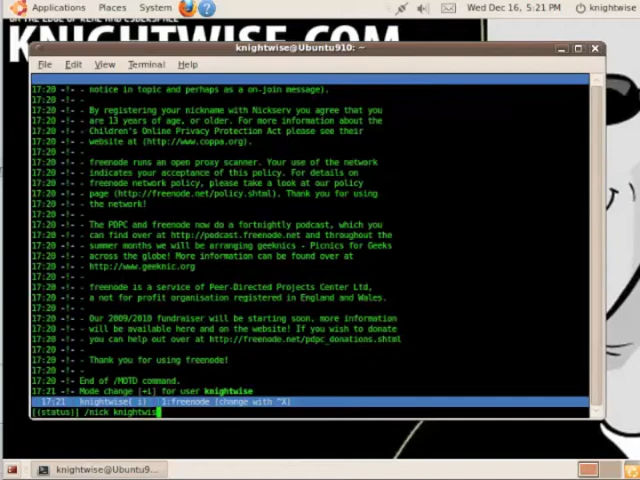 Applications Places System Wed Dec 16, 5:21 PM knightwise
ON THE EDGE OF REAL AND CYBERSPACE
KNIGHTWISE.COM
knightwise@Ubuntu910: ~
File Edit View Terminal Help
17:20 -!- - notice in topic and perhaps as a on-join message).
17:20 -!- -
17:20 -!- - By registering your nickname with Nickserv you agree that you
17:20 -!- - are 13 years of age, or older. For more information about the
17:20 -!- - Children's Online Privacy Protection Act please see their
17:20 -!- - website at (http://www.coppa.org).
17:20 -!- -
17:20 -!- - freenode runs an open proxy scanner. Your use of the network
17:20 -!- - indicates your acceptance of this policy. For details on
17:20 -!- - freenode network policy, please take a look at our policy
17:20 -!- - page (http://freenode.net/policy.shtml). Thank you for using
17:20 -!- - the network!
17:20 -!- -
17:20 -!- - The PDPC and freenode now do a fortnightly podcast, which you
17:20 -!- - can find over at http://podcast.freenode.net and throughout the
17:20 -!- - summer months we will be arranging geeknics - Picnics for Geeks
17:20 -!- - across the globe! More information can be found over at
17:20 -!- - http://www.geeknic.org
17:20 -!- -
17:20 -!- - freenode is a service of Peer-Directed Projects Center Ltd,
17:20 -!- - a not for profit organisation registered in England and Wales.
17:20 -!- -
17:20 -!- - Our 2009/2010 fundraiser will be starting soon, more information
17:20 -!- - will be available here and on the website! If you wish to donate
17:20 -!- - you can help out over at http://freenode.net/pdpc_donations.shtml
17:20 -!- -
17:20 -!- - Thank you for using freenode!
17:20 -!- -
17:20 -!- End of /MOTD command.
17:21 -!- Mode change [+i] for user knightwise
17:21 knightwise( i) 1:freenode (change with ^X)
[(status)] /nick knightwis
knightwise@Ubuntu9...